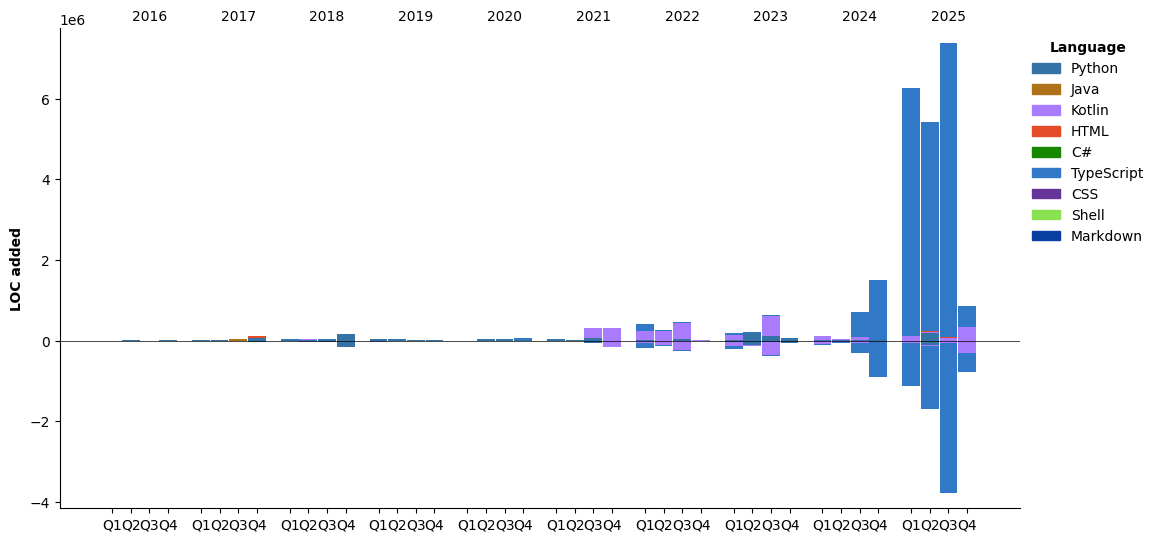 1e6 2016 2017 2018 2019 2020 2021 2022 2023 2024 2025
Language
Python
Java
Kotlin
HTML
C#
TypeScript
CSS
Shell
Markdown
LOC added
6
4
2
0
−2
−4
Q1Q2Q3Q4 Q1Q2Q3Q4 Q1Q2Q3Q4 Q1Q2Q3Q4 Q1Q2Q3Q4 Q1Q2Q3Q4 Q1Q2Q3Q4 Q1Q2Q3Q4 Q1Q2Q3Q4 Q1Q2Q3Q4